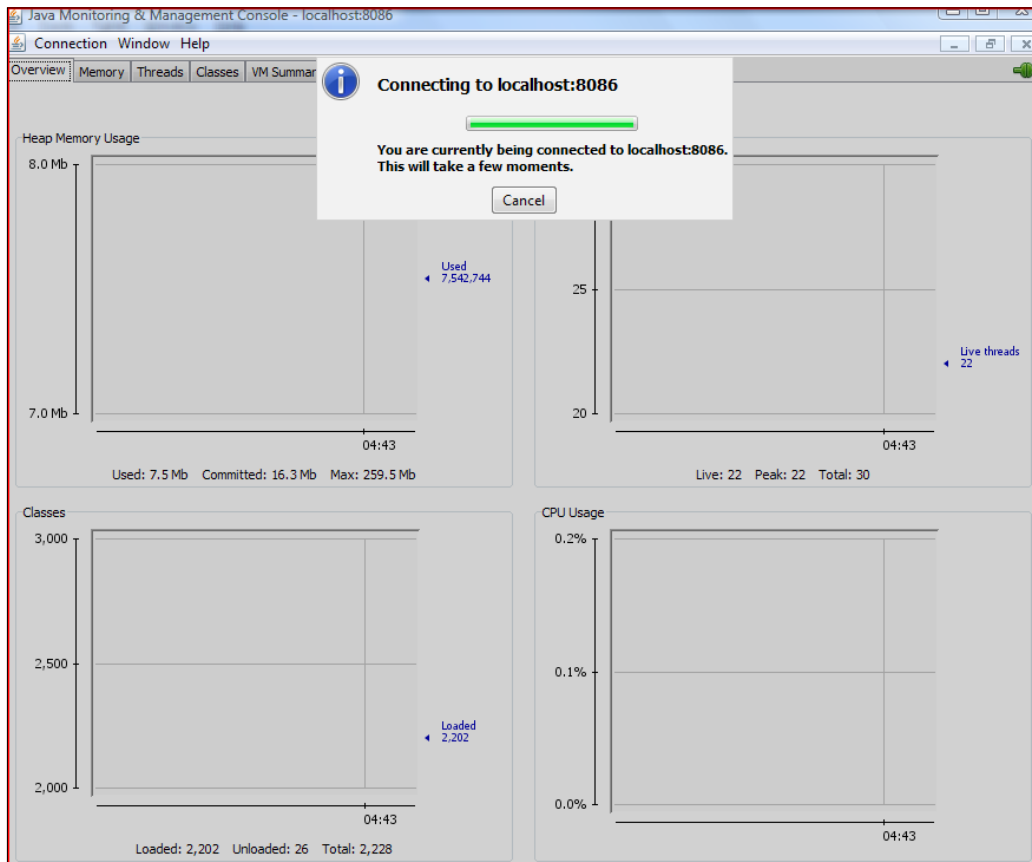 Java Monitoring & Management Console - localhost:8086
Connection Window Help
Overview Memory Threads Classes VM Summar
Connecting to localhost:8086
You are currently being connected to localhost:8086.
This will take a few moments.
Cancel
Heap Memory Usage
8.0 Mb
Used
7,542,744
7.0 Mb
04:43
Used: 7.5 Mb Committed: 16.3 Mb Max: 259.5 Mb
25
Live threads
22
20
04:43
Live: 22 Peak: 22 Total: 30
Classes
3,000
2,500
Loaded
2,202
2,000
04:43
Loaded: 2,202 Unloaded: 26 Total: 2,228
CPU Usage
0.2%
0.1%
0.0%
04:43